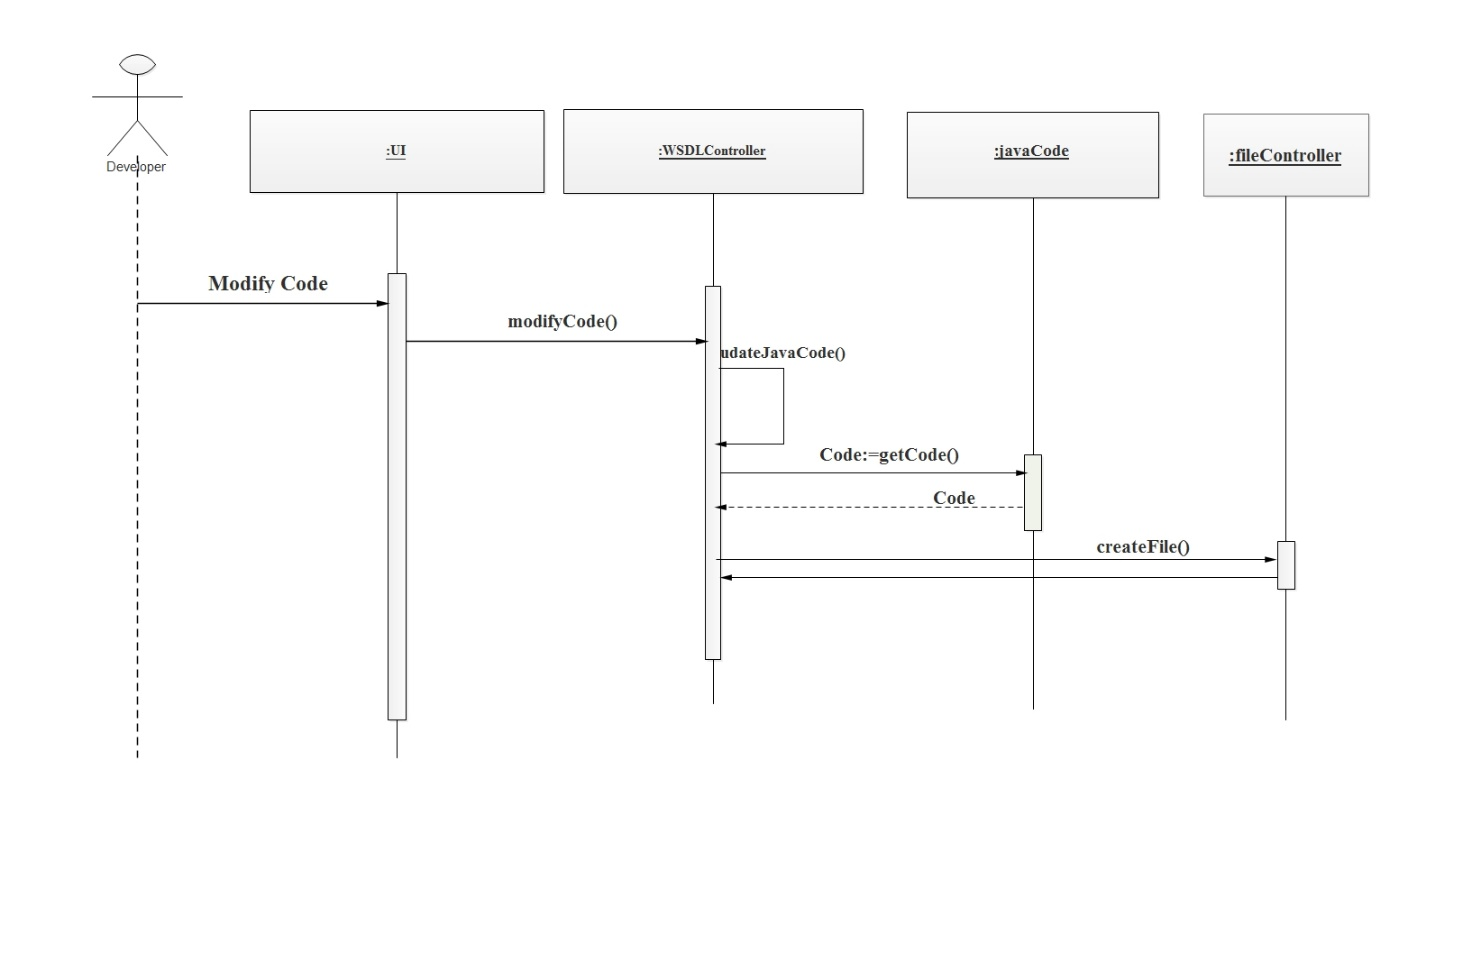 Developer
:UI
:WSDLController
:javaCode
:fileController
Modify Code
modifyCode()
udateJavaCode()
Code:=getCode()
Code
createFile()